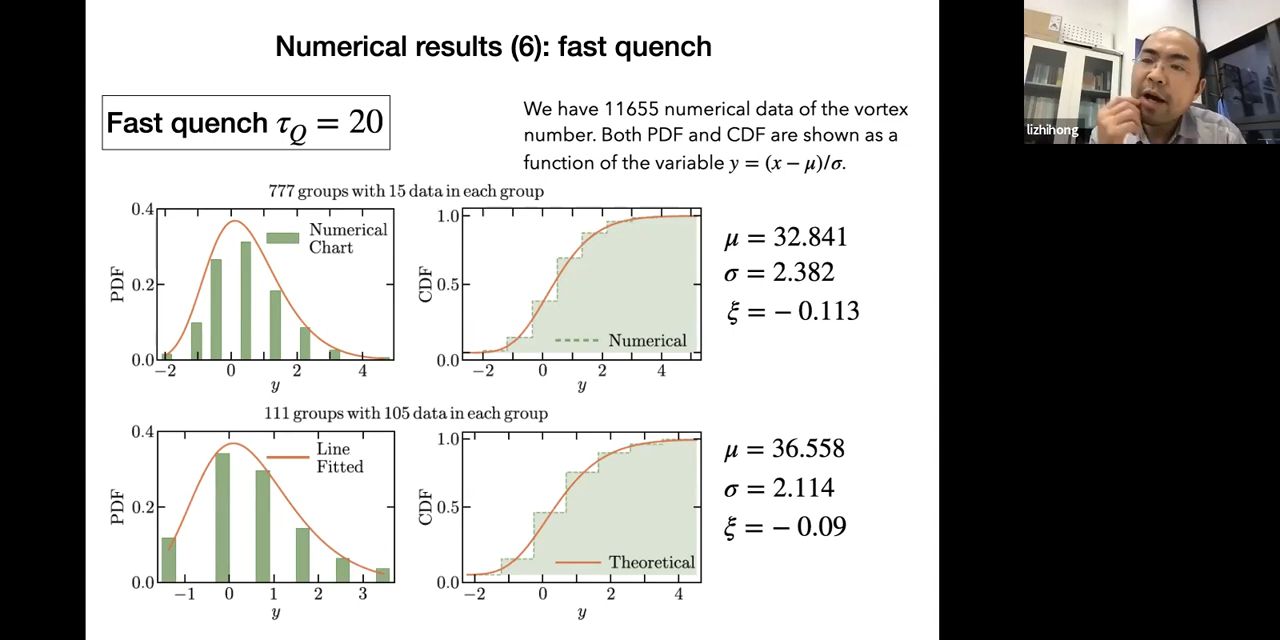 Numerical results (6): fast quench
Fast quench τ_Q = 20
We have 11655 numerical data of the vortex
number. Both PDF and CDF are shown as a
function of the variable y = (x − μ)/σ.
777 groups with 15 data in each group
0.4
0.2
0.0
PDF
Numerical
Chart
−2
0
2
4
y
1.0
0.5
0.0
CDF
Numerical
−2
0
2
4
y
μ = 32.841
σ = 2.382
ξ = − 0.113
111 groups with 105 data in each group
0.4
0.2
0.0
PDF
Line
Fitted
−1
0
1
2
3
y
1.0
0.5
0.0
CDF
Theoretical
−2
0
2
4
y
μ = 36.558
σ = 2.114
ξ = − 0.09
lizhihong